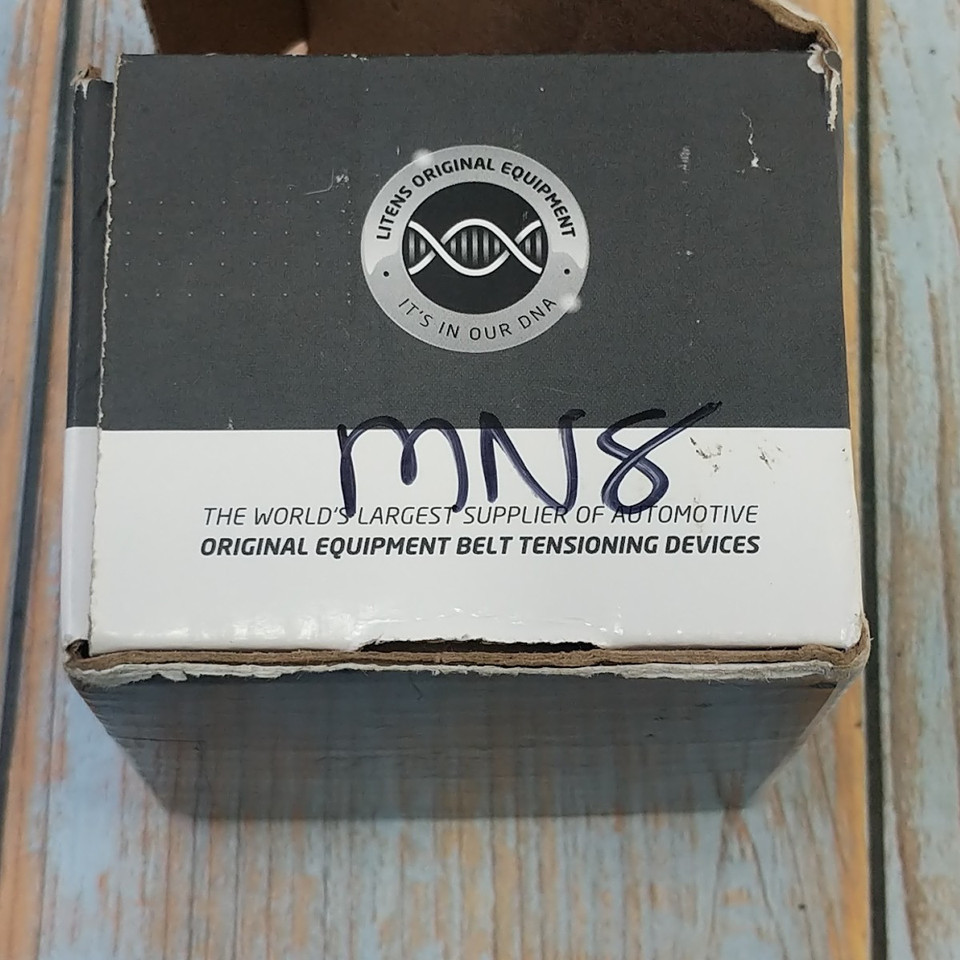 LITENS ORIGINAL EQUIPMENT
IT'S IN OUR DNA
MN8
THE WORLD'S LARGEST SUPPLIER OF AUTOMOTIVE
ORIGINAL EQUIPMENT BELT TENSIONING DEVICES